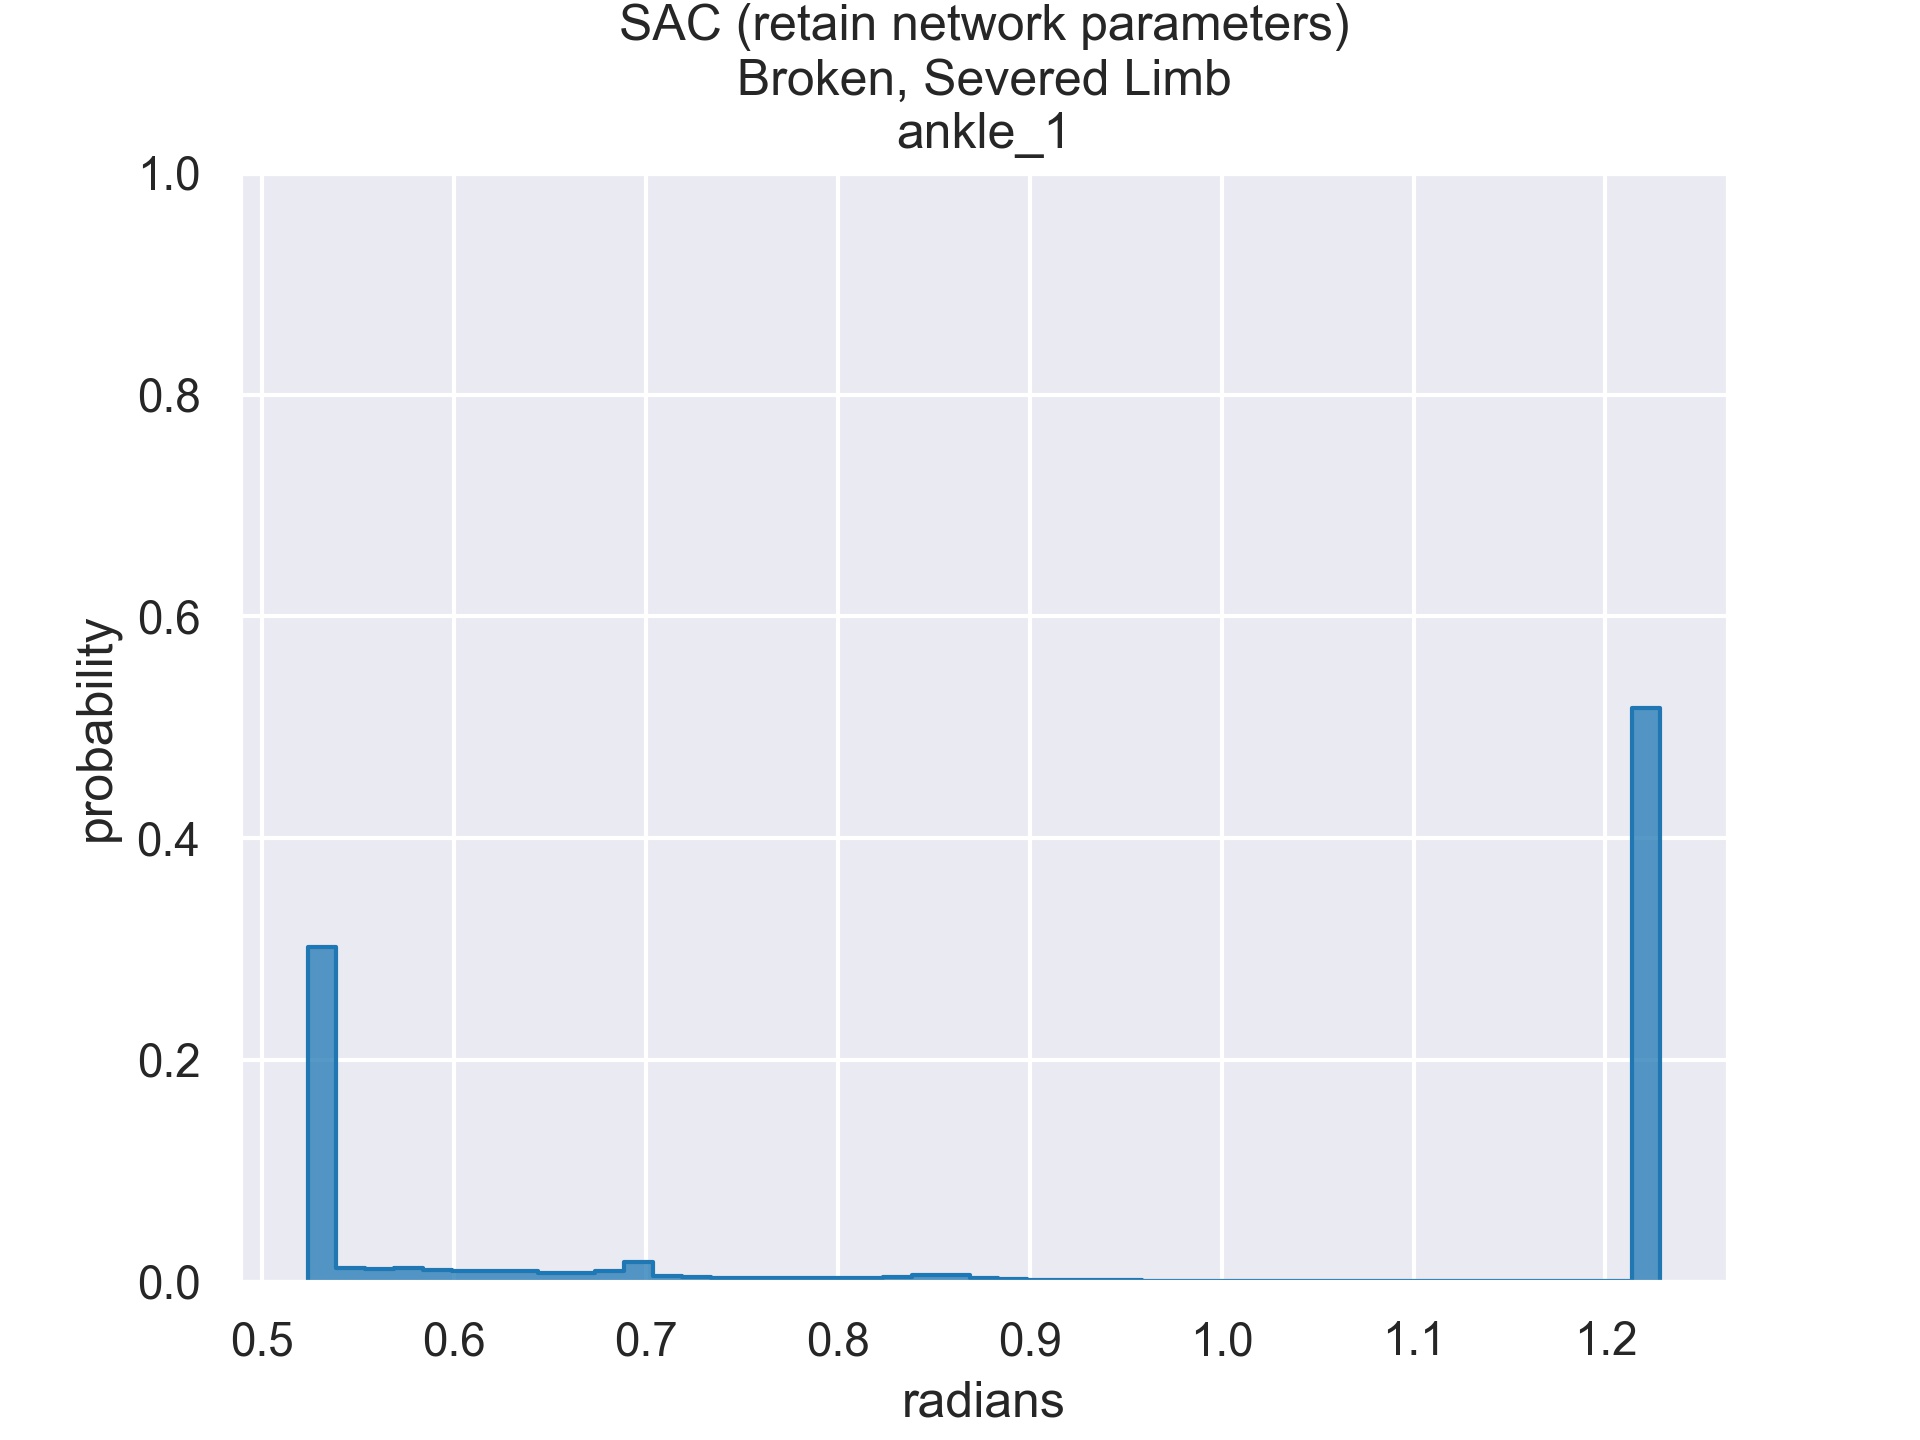 SAC (retain network parameters)
Broken, Severed Limb
ankle_1
1.0
0.8
0.6
0.4
0.2
0.0
probability
0.5 0.6 0.7 0.8 0.9 1.0 1.1 1.2
radians